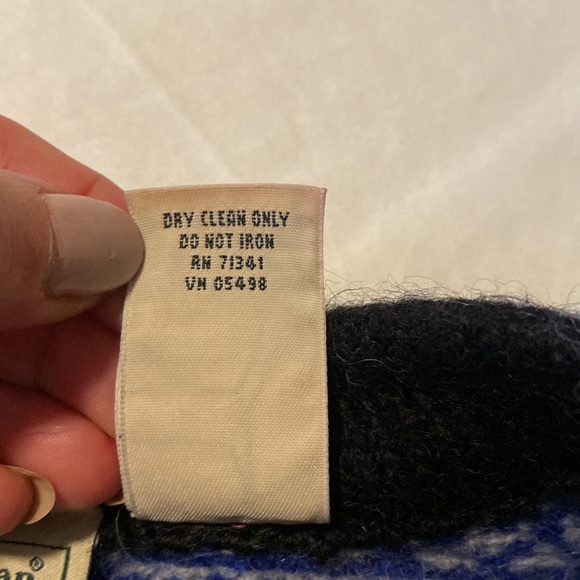 DRY CLEAN ONLY
DO NOT IRON
RN 71341
VN 05498